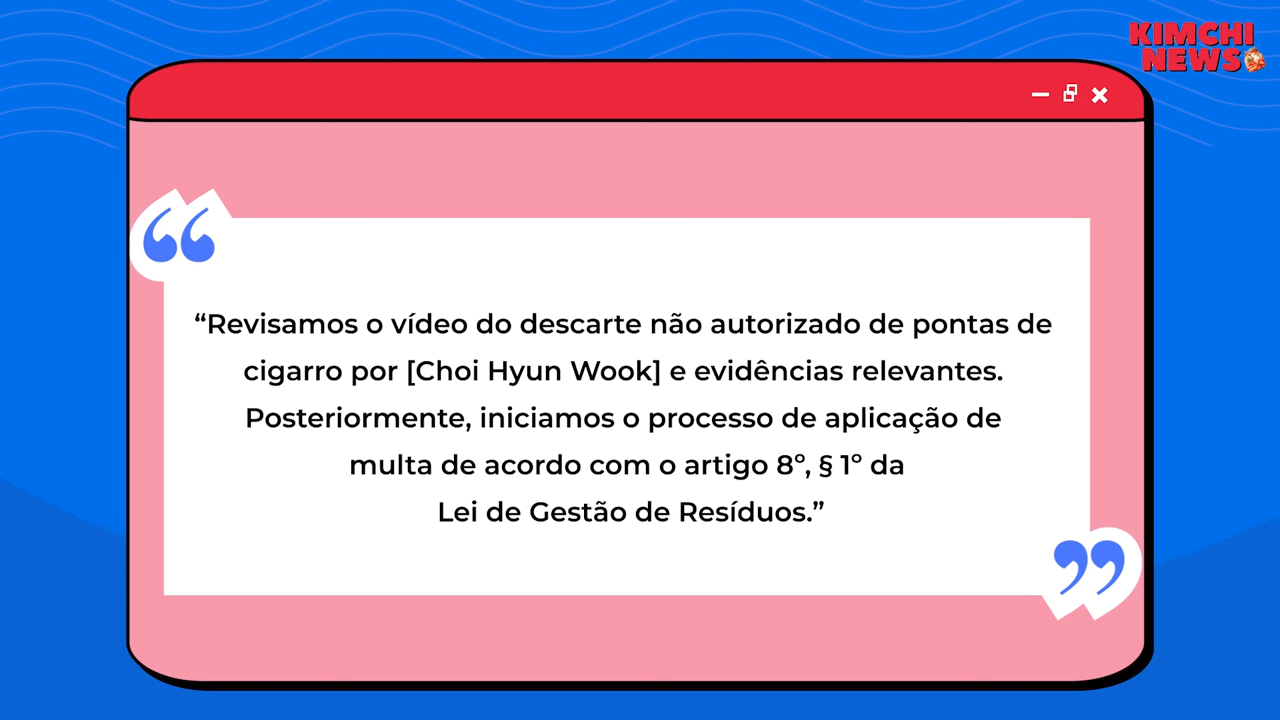 KIMCHI
NEWS
“Revisamos o vídeo do descarte não autorizado de pontas de
cigarro por [Choi Hyun Wook] e evidências relevantes.
Posteriormente, iniciamos o processo de aplicação de
multa de acordo com o artigo 8º, § 1º da
Lei de Gestão de Resíduos.”